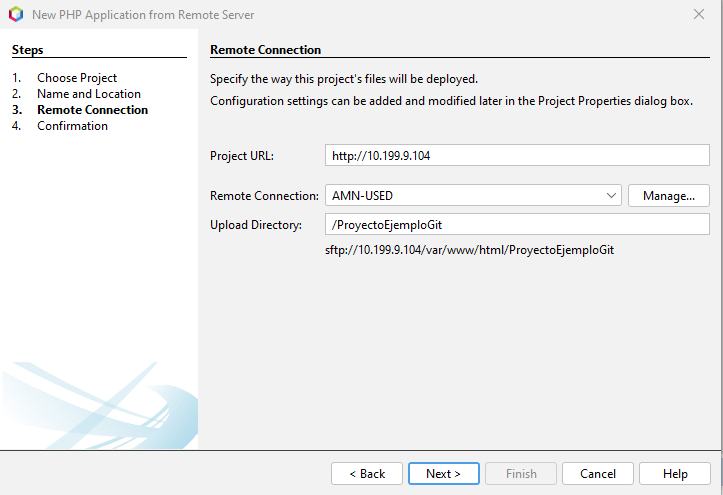 New PHP Application from Remote Server
Steps
1. Choose Project
2. Name and Location
3. Remote Connection
4. Confirmation
Remote Connection
Specify the way this project's files will be deployed.
Configuration settings can be added and modified later in the Project Properties dialog box.
Project URL: http://10.199.9.104
Remote Connection: AMN-USED Manage...
Upload Directory: /ProyectoEjemploGit
sftp://10.199.9.104/var/www/html/ProyectoEjemploGit
< Back Next > Finish Cancel Help